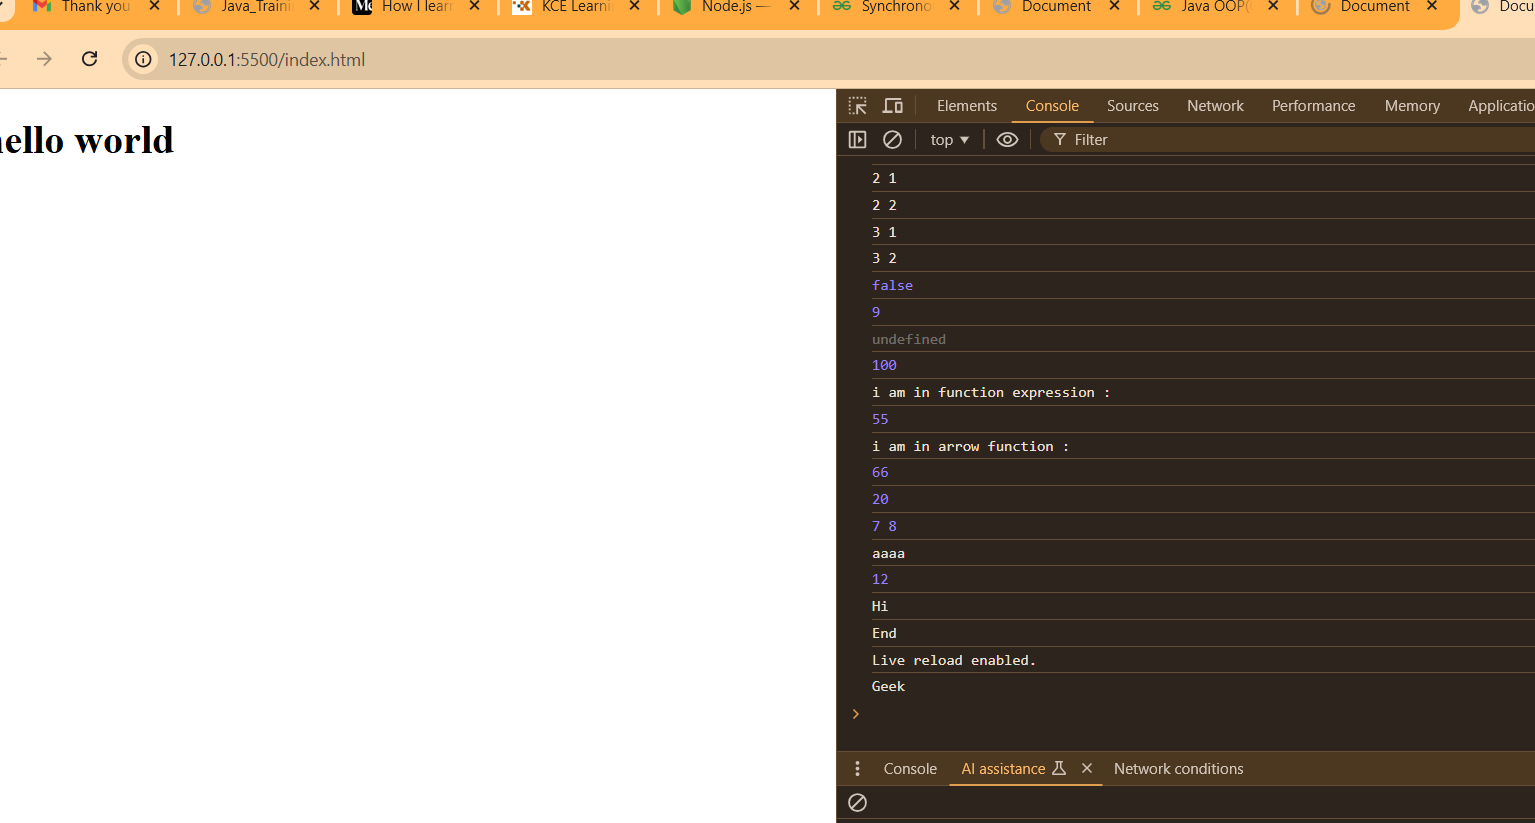 Thank you
Java_Traini
How I learn
KCE Learnin
Node.js —
Synchrono
Document
Java OOP(
Document
Docu
127.0.0.1:5500/index.html
hello world
Elements Console Sources Network Performance Memory Applicatio
top Filter
2 1
2 2
3 1
3 2
false
9
undefined
100
i am in function expression :
55
i am in arrow function :
66
20
7 8
aaaa
12
Hi
End
Live reload enabled.
Geek
Console AI assistance Network conditions